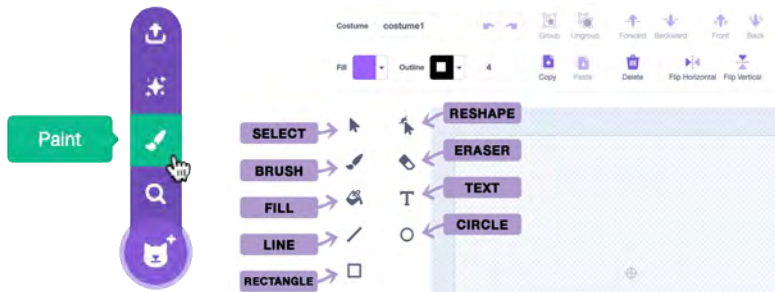 Paint
Costume costume1
Group Ungroup Forward Backward Front Back
Fill Outline 4
Copy Paste Delete Flip Horizontal Flip Vertical
SELECT
RESHAPE
BRUSH
ERASER
FILL
T
TEXT
LINE
CIRCLE
RECTANGLE